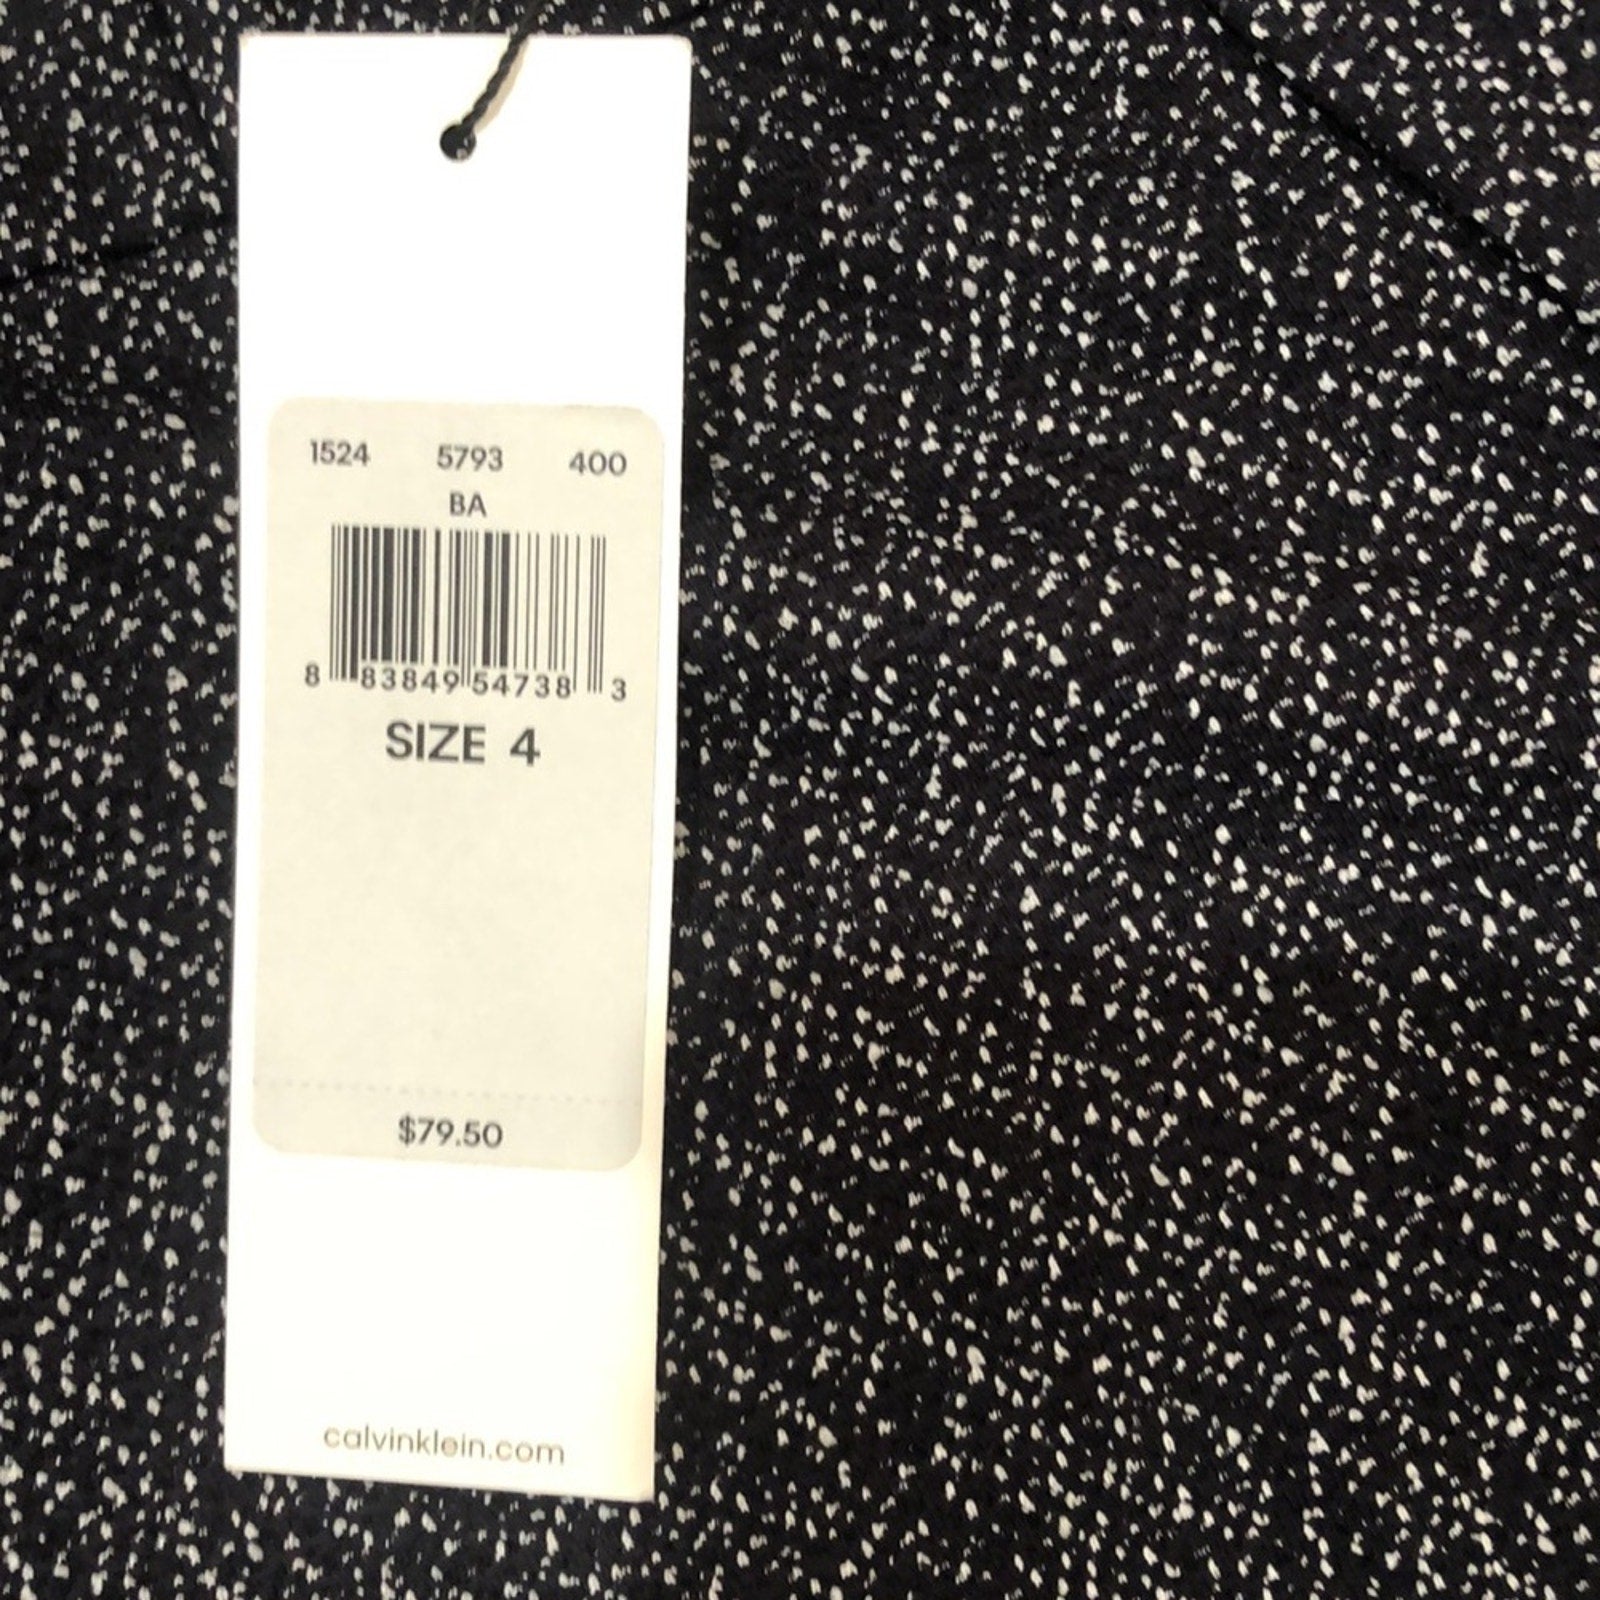 1524 5793 400
BA
8 83849 54738 3
SIZE 4
$79.50
calvinklein.com